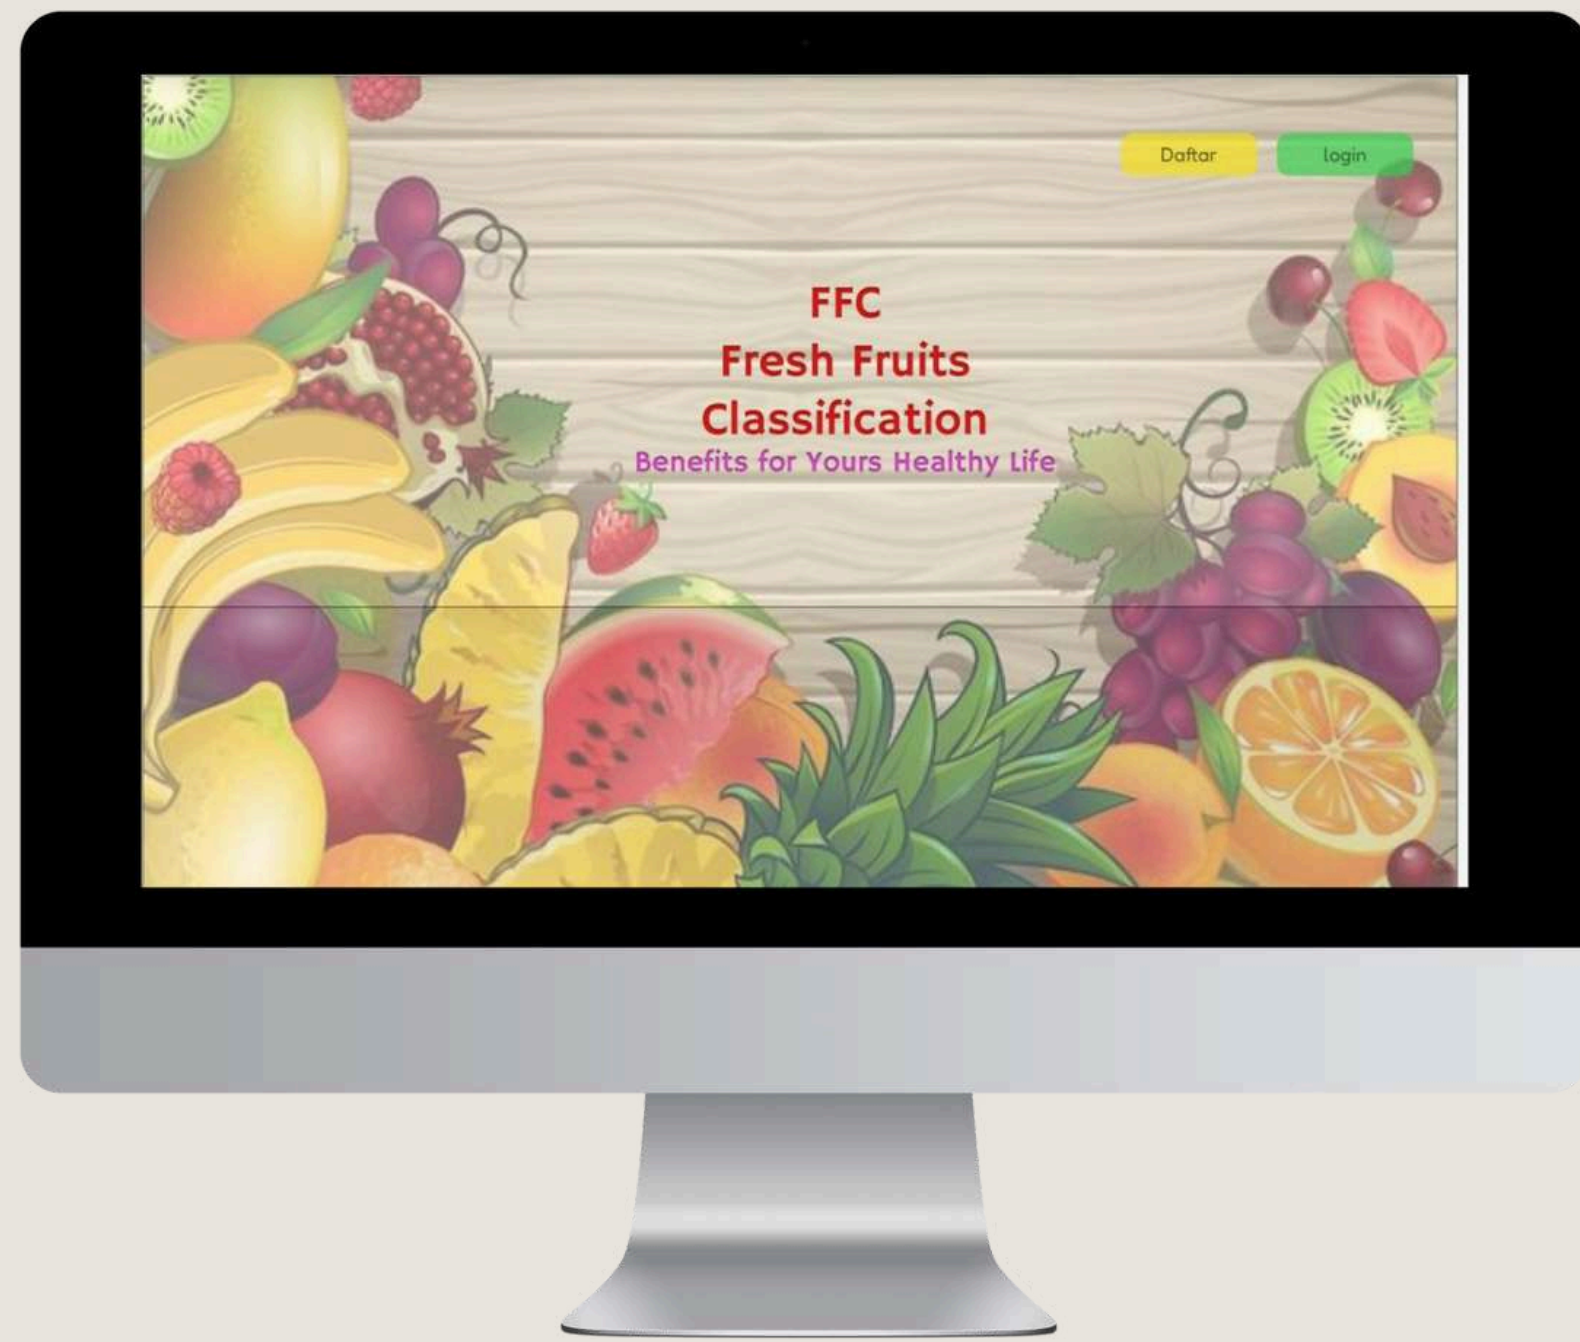 Daftar login
FFC
Fresh Fruits
Classification
Benefits for Yours Healthy Life